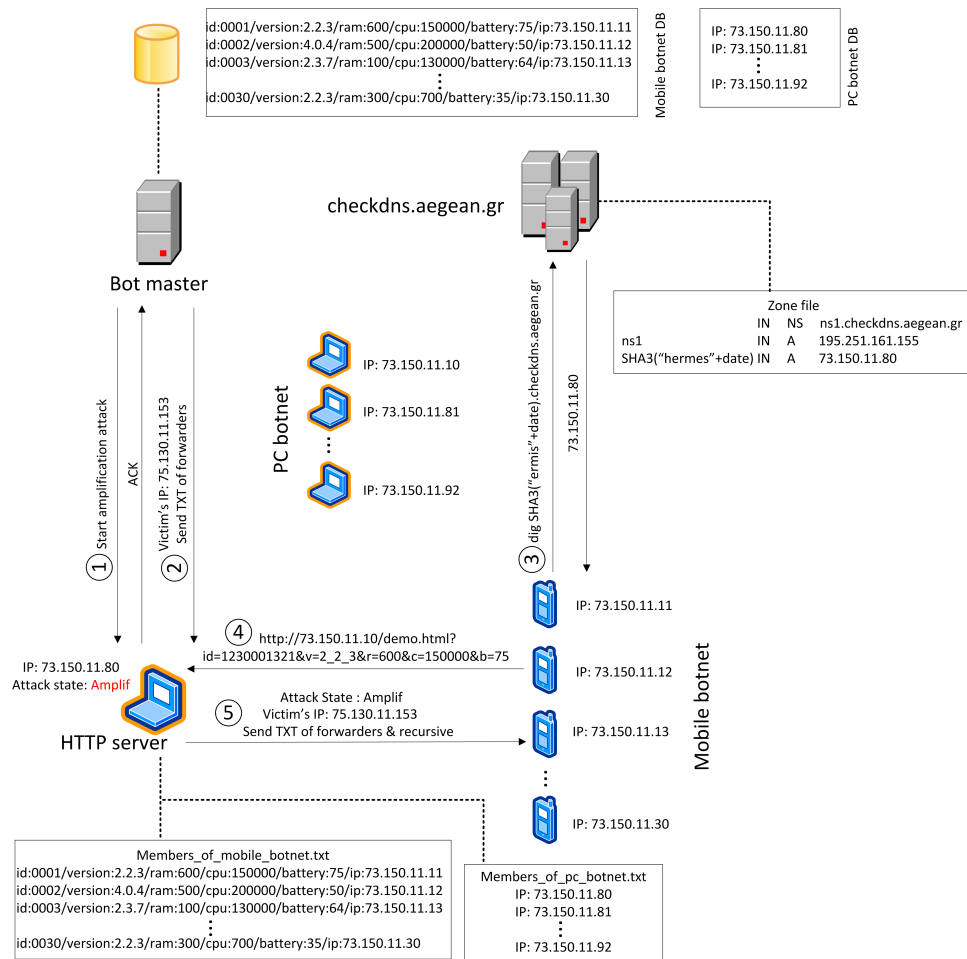 id:0001/version:2.2.3/ram:600/cpu:150000/battery:75/ip:73.150.11.11
id:0002/version:4.0.4/ram:500/cpu:200000/battery:50/ip:73.150.11.12
id:0003/version:2.3.7/ram:100/cpu:130000/battery:64/ip:73.150.11.13
id:0030/version:2.2.3/ram:300/cpu:700/battery:35/ip:73.150.11.30
Mobile botnet DB
IP: 73.150.11.80
IP: 73.150.11.81
IP: 73.150.11.92
PC botnet DB
checkdns.aegean.gr
Bot master
Zone file
IN NS ns1.checkdns.aegean.gr
ns1 IN A 195.251.161.155
SHA3("hermes"+date) IN A 73.150.11.80
PC botnet
IP: 73.150.11.10
IP: 73.150.11.81
IP: 73.150.11.92
1 Start amplification attack
ACK
2 Victim's IP: 75.130.11.153
Send TXT of forwarders
3 dig SHA3("ermis"+date).checkdns.aegean.gr
73.150.11.80
IP: 73.150.11.11
IP: 73.150.11.12
IP: 73.150.11.13
IP: 73.150.11.30
Mobile botnet
4 http://73.150.11.10/demo.html?
id=1230001321&v=2_2_3&r=600&c=150000&b=75
IP: 73.150.11.80
Attack state: Amplif
HTTP server
5 Attack State : Amplif
Victim's IP: 75.130.11.153
Send TXT of forwarders & recursive
Members_of_mobile_botnet.txt
id:0001/version:2.2.3/ram:600/cpu:150000/battery:75/ip:73.150.11.11
id:0002/version:4.0.4/ram:500/cpu:200000/battery:50/ip:73.150.11.12
id:0003/version:2.3.7/ram:100/cpu:130000/battery:64/ip:73.150.11.13
id:0030/version:2.2.3/ram:300/cpu:700/battery:35/ip:73.150.11.30
Members_of_pc_botnet.txt
IP: 73.150.11.80
IP: 73.150.11.81
IP: 73.150.11.92